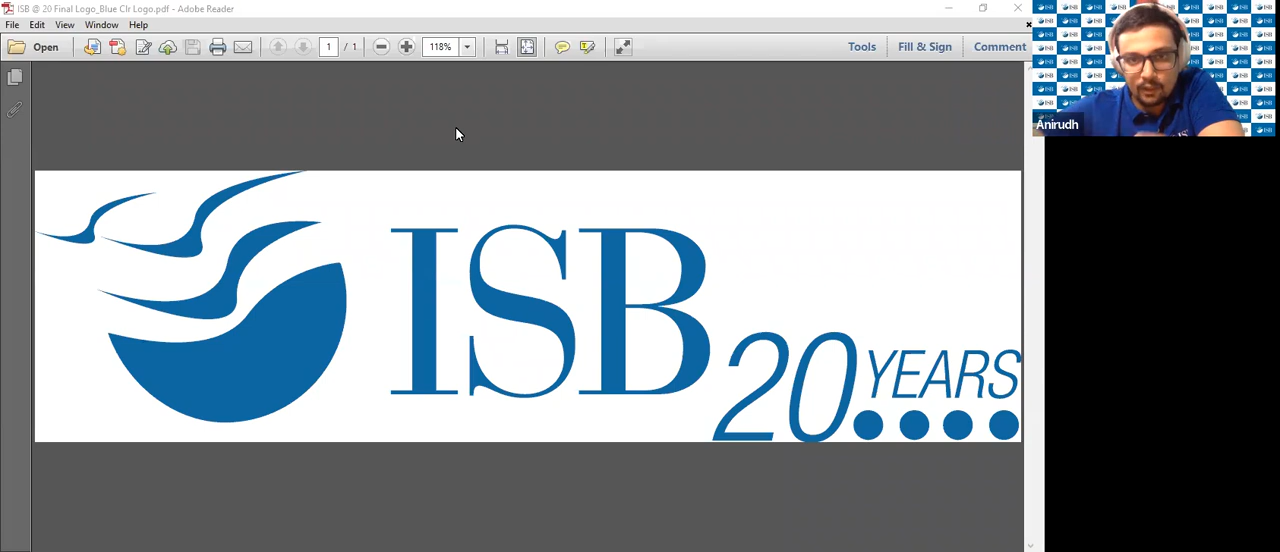 ISB @ 20 Final Logo_Blue Clr Logo.pdf - Adobe Reader
File Edit View Window Help
Open 1 / 1 118% Tools Fill & Sign Comment
Anirudh
ISB
20 YEARS